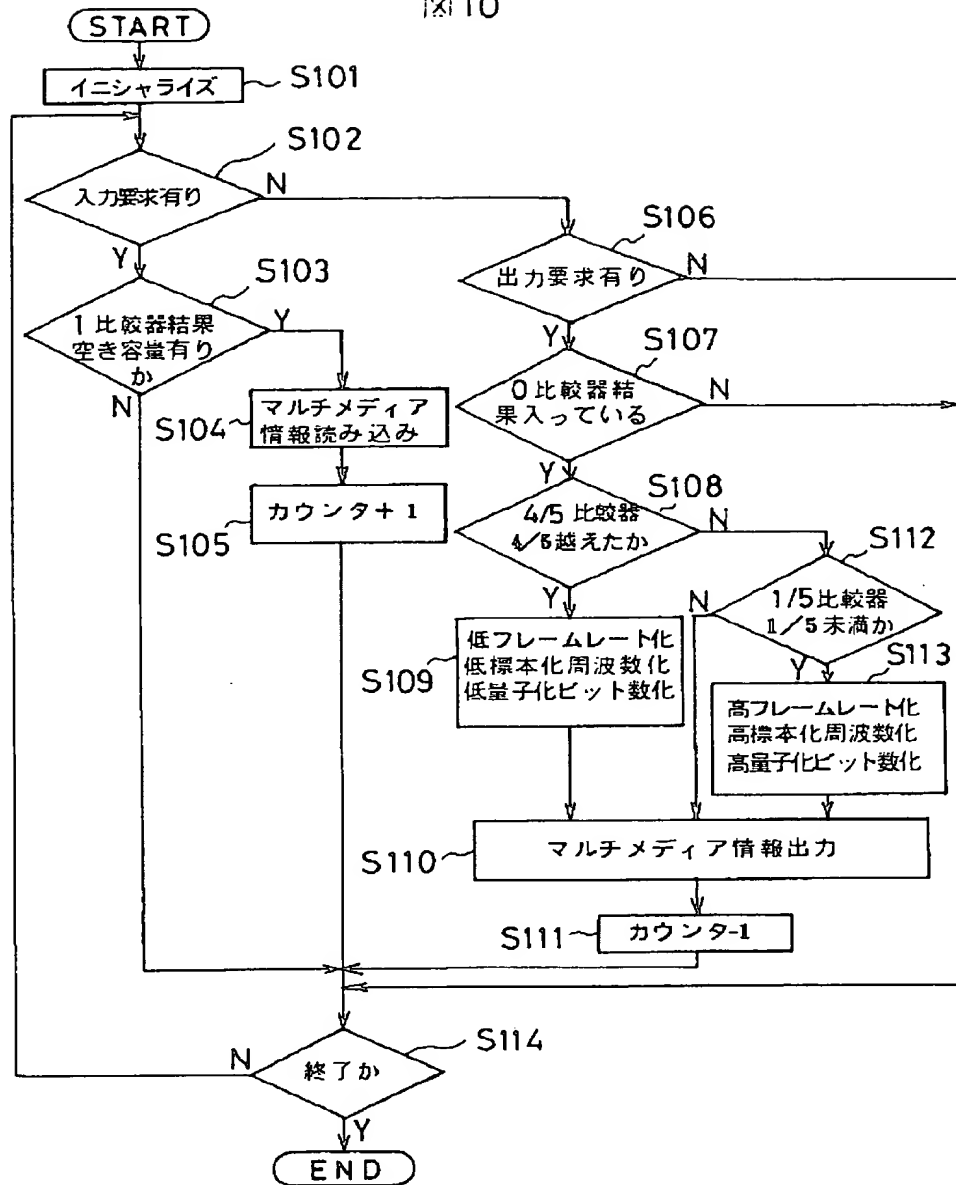 図10
START
イニシャライズ
S101
S102
入力要求有り
N
Y
S103
1 比較器結果
空き容量有り
か
Y
N
S104
マルチメディア
情報読み込み
S105
カウンタ+1
S106
出力要求有り
N
Y
S107
0 比較器結
果入っている
N
Y
S108
4/5 比較器
4/5越えたか
N
Y
S109
低フレームレート化
低標本化周波数化
低量子化ビット数化
S112
1/5比較器
1/5未満か
N
Y
S113
高フレームレート化
高標本化周波数化
高量子化ビット数化
S110
マルチメディア情報出力
S111
カウンタ-1
S114
終了か
N
Y
END